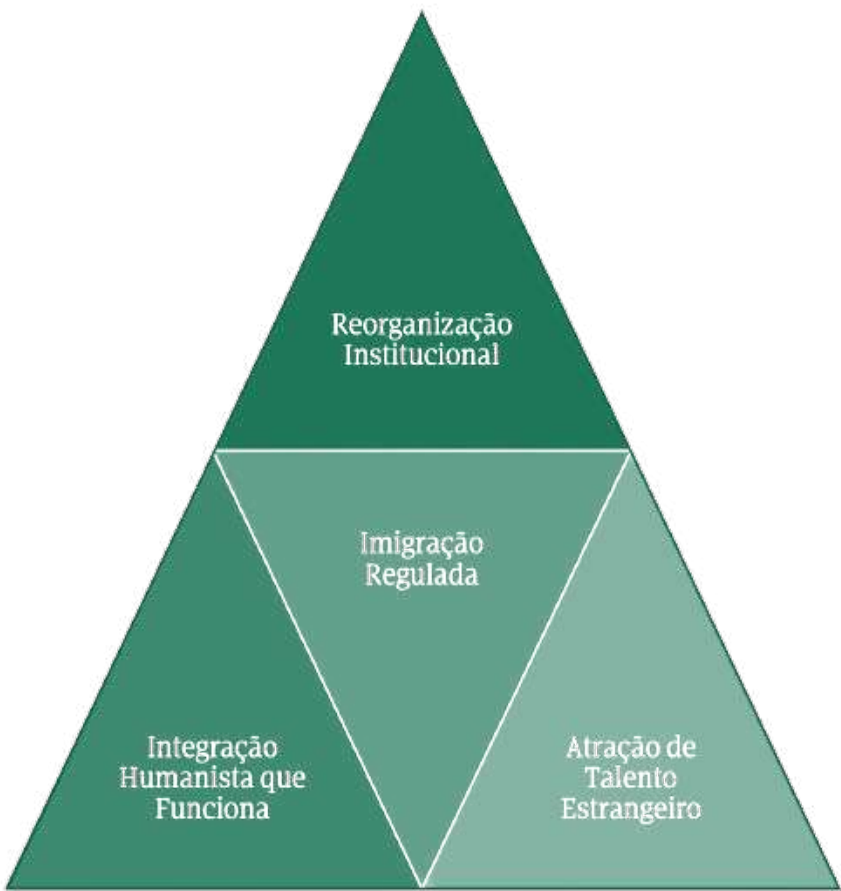 Reorganização
Institucional
Imigração
Regulada
Integração
Humanista que
Funciona
Atração de
Talento
Estrangeiro